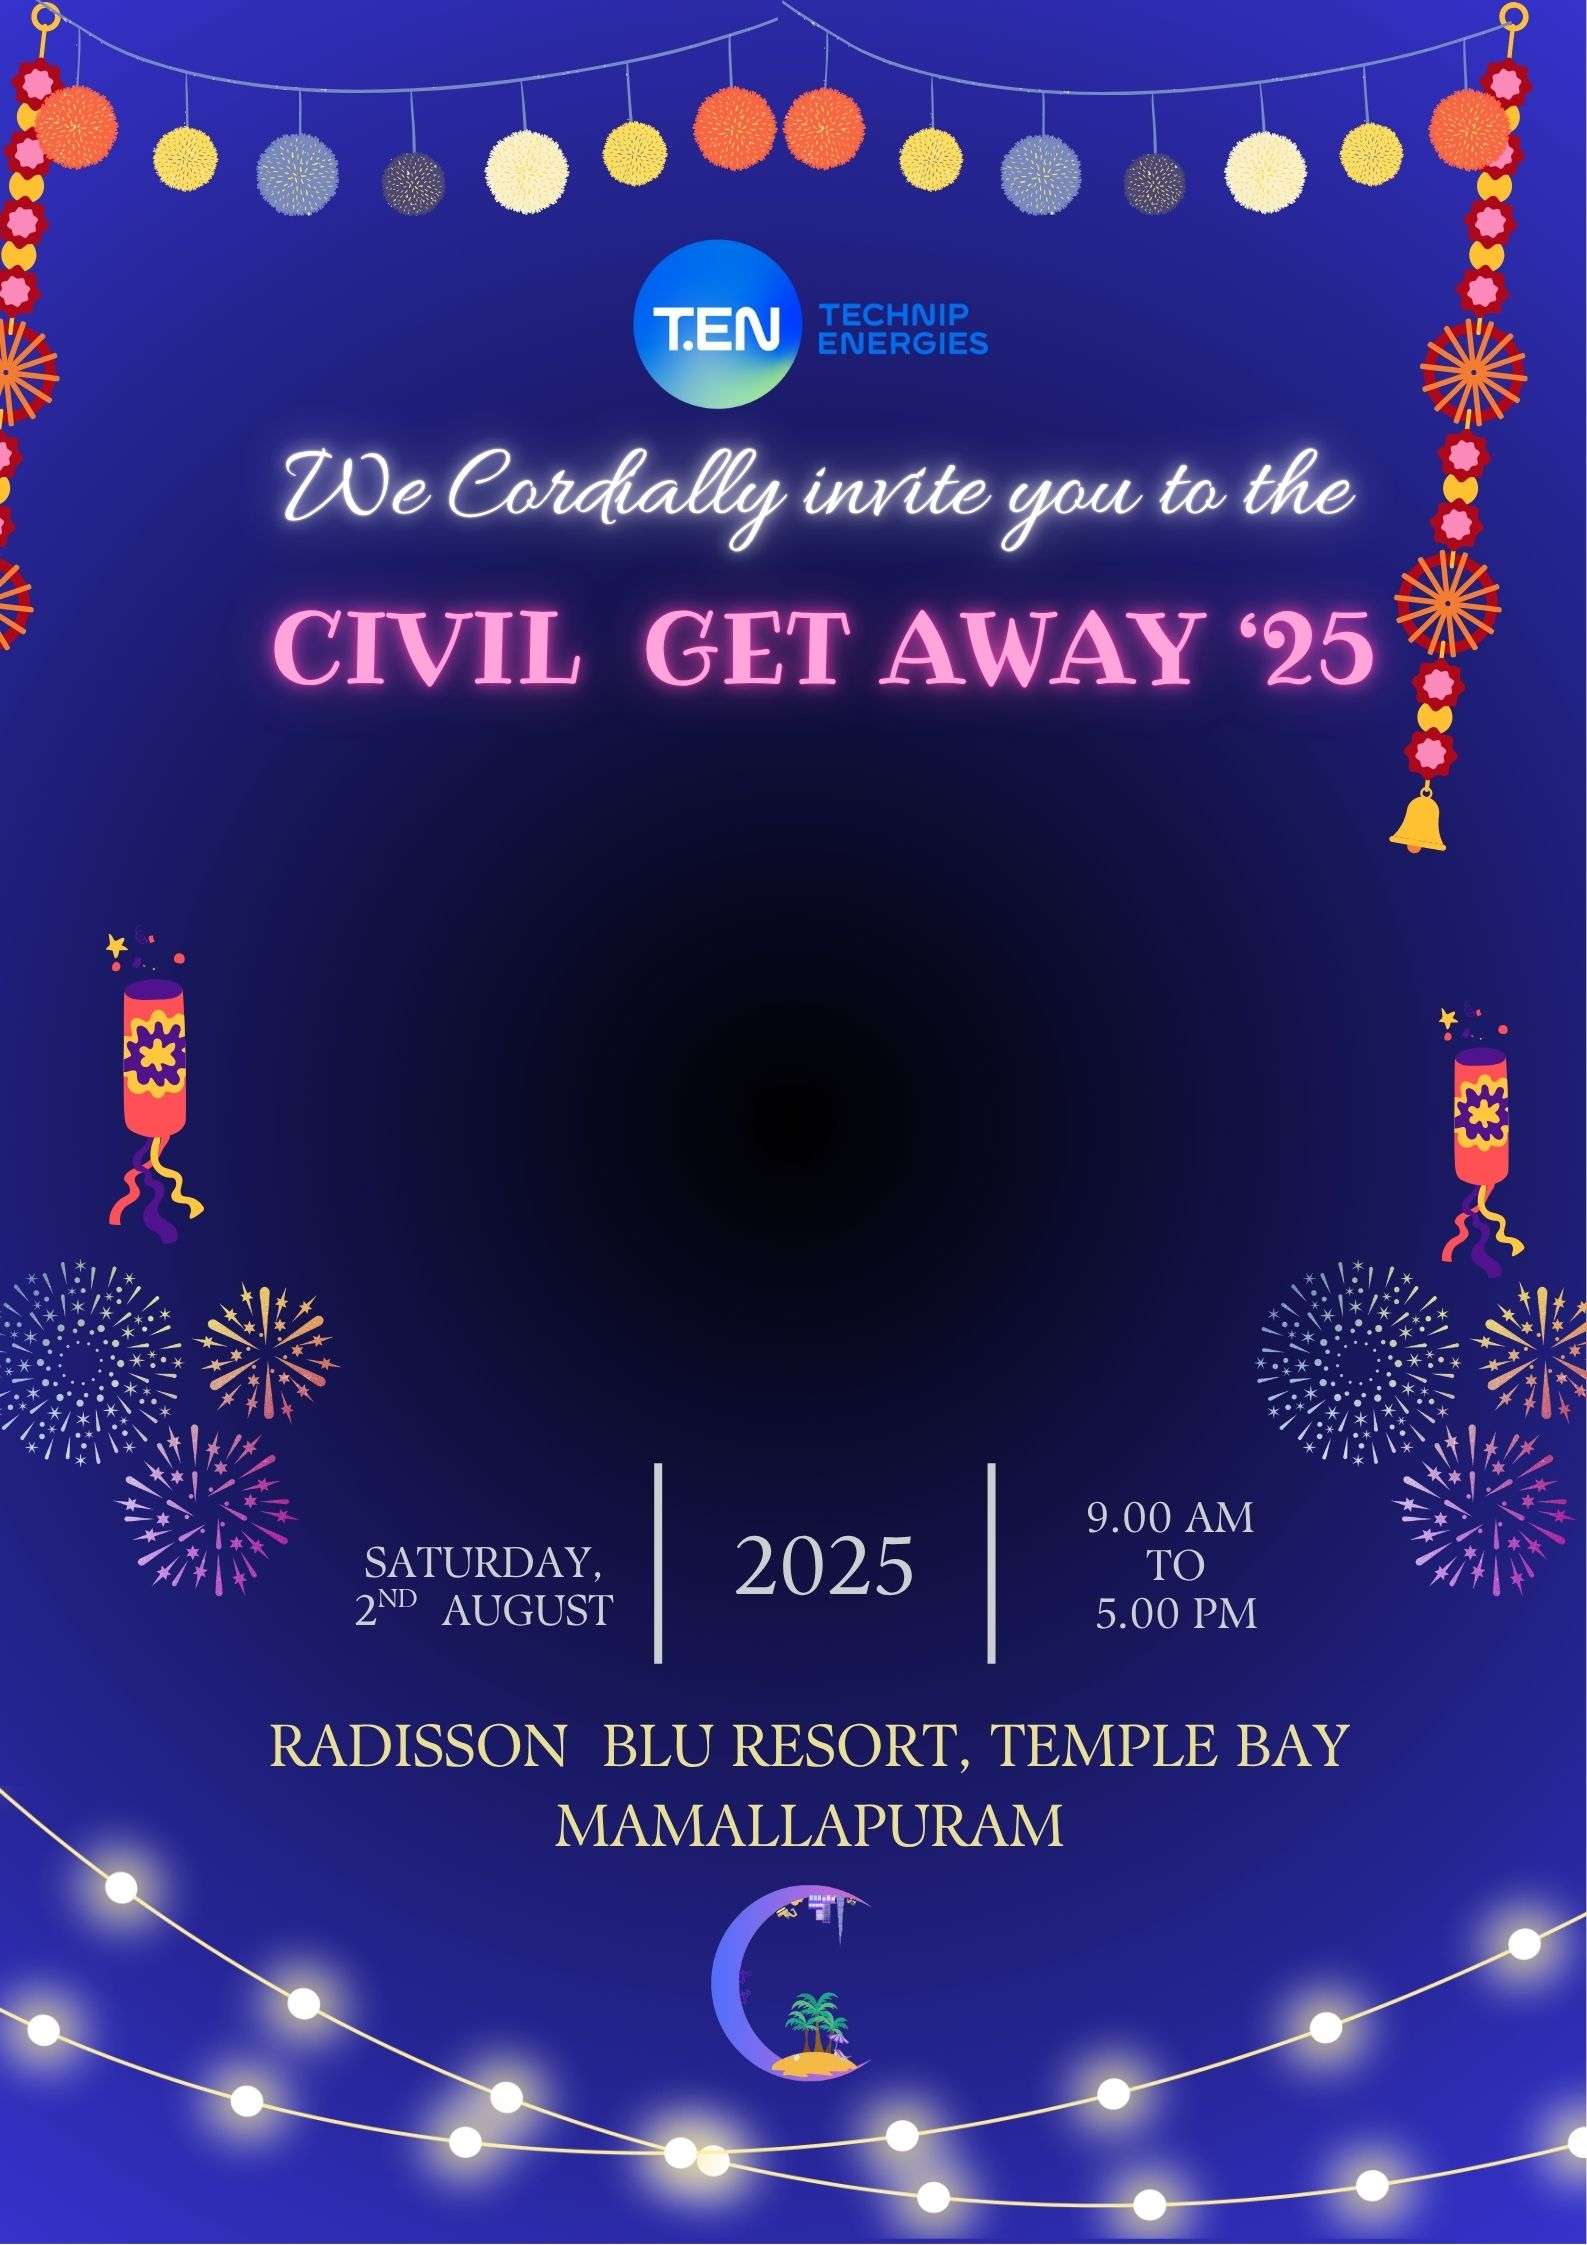 T.EN
TECHNIP
ENERGIES
We Cordially invite you to the
CIVIL GET AWAY ‘25
SATURDAY,
2ND AUGUST
2025
9.00 AM
TO
5.00 PM
RADISSON BLU RESORT, TEMPLE BAY
MAMALLAPURAM